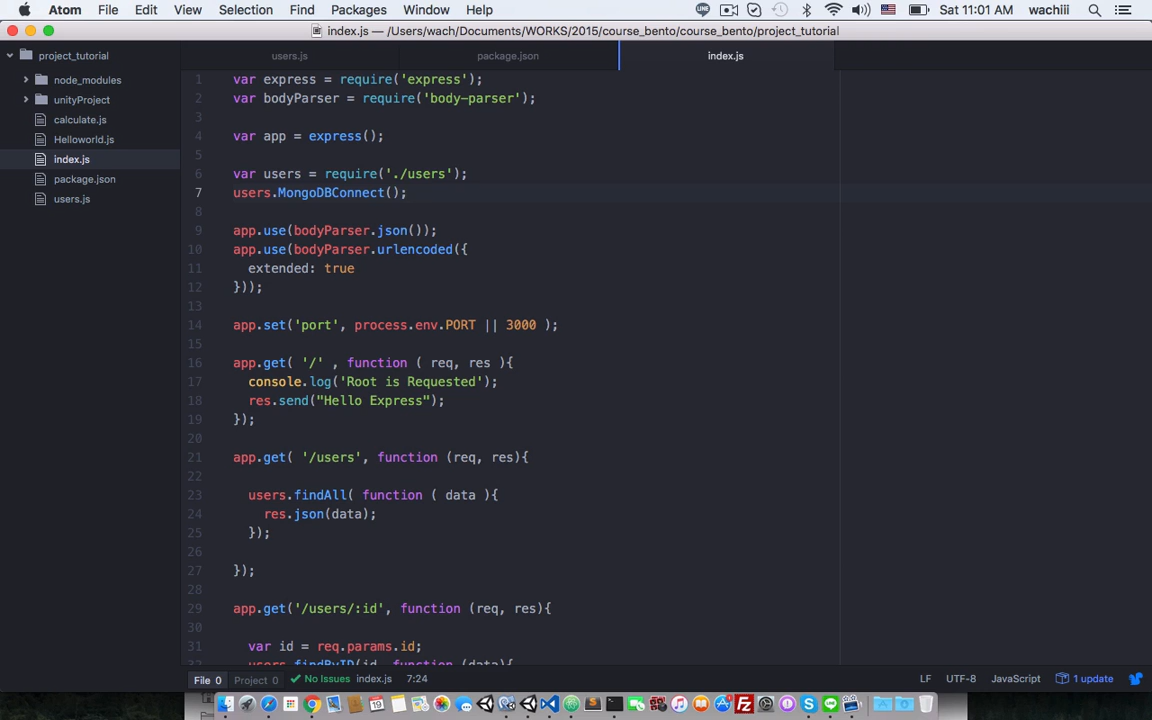 Atom File Edit View Selection Find Packages Window Help Sat 11:01 AM wachiii
index.js — /Users/wach/Documents/WORKS/2015/course_bento/course_bento/project_tutorial
project_tutorial users.js package.json index.js
node_modules
unityProject
calculate.js
Helloworld.js
index.js
package.json
users.js
1 var express = require('express');
2 var bodyParser = require('body-parser');
3
4 var app = express();
5
6 var users = require('./users');
7 users.MongoDBConnect();
8
9 app.use(bodyParser.json());
10 app.use(bodyParser.urlencoded({
11 extended: true
12 }));
13
14 app.set('port', process.env.PORT || 3000 );
15
16 app.get( '/' , function ( req, res ){
17 console.log('Root is Requested');
18 res.send("Hello Express");
19 });
20
21 app.get( '/users', function (req, res){
22
23 users.findAll( function ( data ){
24 res.json(data);
25 });
26
27 });
28
29 app.get('/users/:id', function (req, res){
30
31 var id = req.params.id;
32 users.findByID(id, function (data){
File 0 Project 0 No Issues index.js 7:24 LF UTF-8 JavaScript 1 update